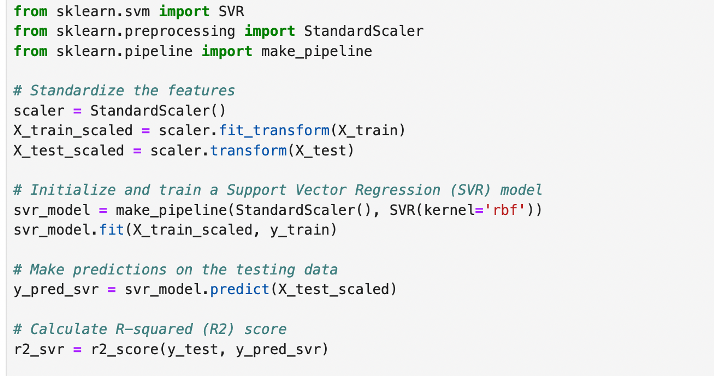 from sklearn.svm import SVR
from sklearn.preprocessing import StandardScaler
from sklearn.pipeline import make_pipeline
# Standardize the features
scaler = StandardScaler()
X_train_scaled = scaler.fit_transform(X_train)
X_test_scaled = scaler.transform(X_test)
# Initialize and train a Support Vector Regression (SVR) model
svr_model = make_pipeline(StandardScaler(), SVR(kernel='rbf'))
svr_model.fit(X_train_scaled, y_train)
# Make predictions on the testing data
y_pred_svr = svr_model.predict(X_test_scaled)
# Calculate R-squared (R2) score
r2_svr = r2_score(y_test, y_pred_svr)